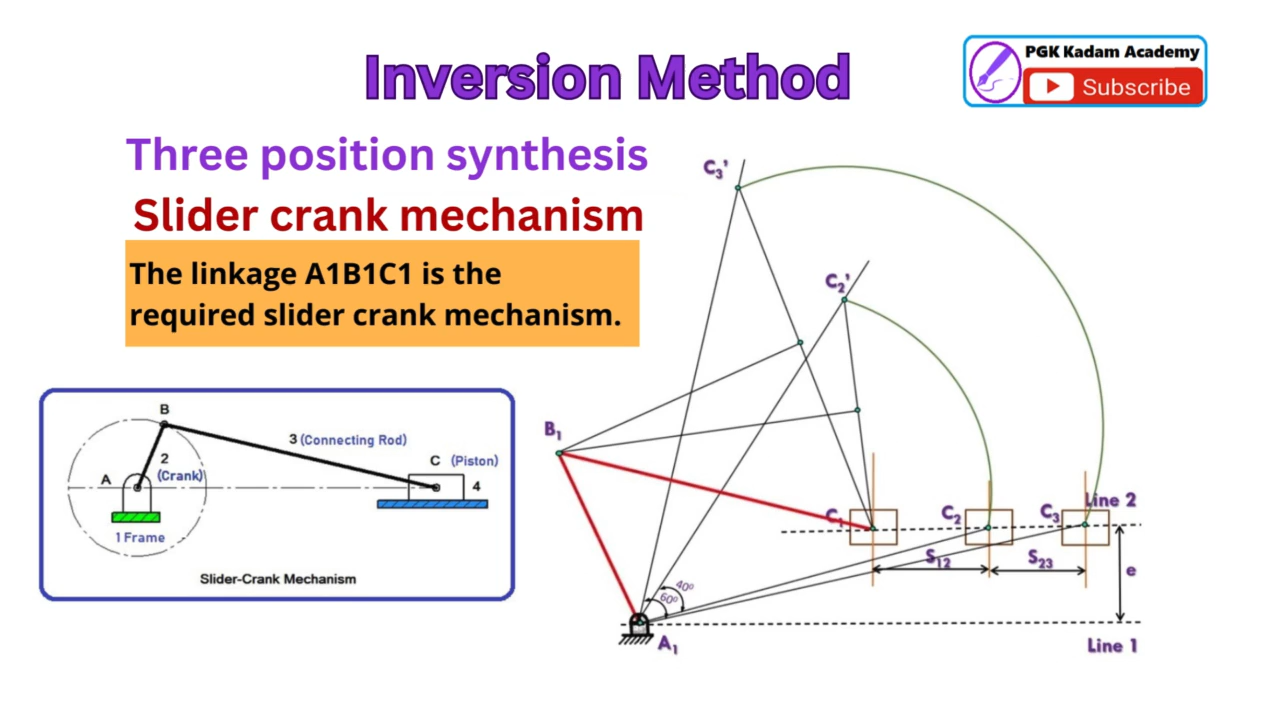 Inversion Method
PGK Kadam Academy
Subscribe
Three position synthesis
Slider crank mechanism
The linkage A1B1C1 is the
required slider crank mechanism.
B
3 (Connecting Rod)
2
(Crank)
A
C (Piston)
4
1 Frame
Slider-Crank Mechanism
C₃'
C₂'
B₁
C₁
C₂
C₃
Line 2
S₁₂
S₂₃
e
40⁰
60⁰
A₁
Line 1